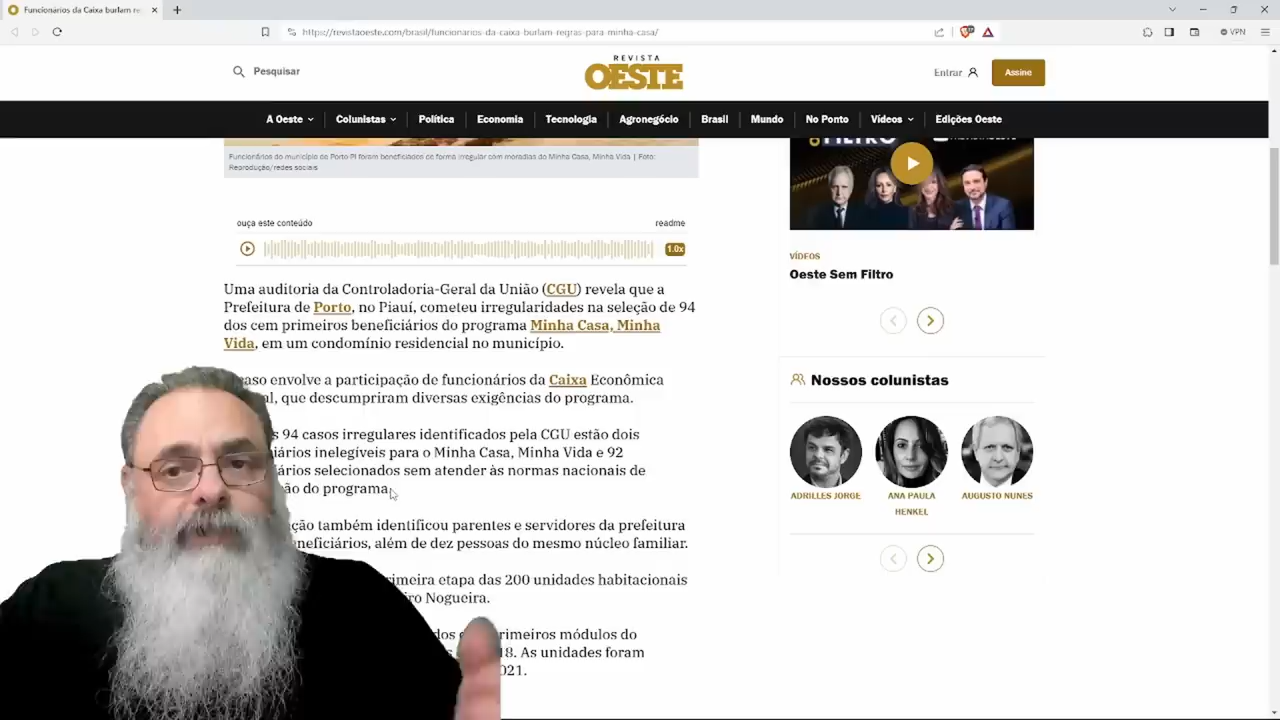 Funcionários da Caixa burlam re
https://revistaoeste.com/brasil/funcionarios-da-caixa-burlam-regras-para-minha-casa/
VPN
Pesquisar
REVISTA
OESTE
Entrar
Assine
A Oeste
Colunistas
Política
Economia
Tecnologia
Agronegócio
Brasil
Mundo
No Ponto
Vídeos
Edições Oeste
Funcionários do município de Porto PI foram beneficiados de forma irregular com moradias do Minha Casa, Minha Vida | Foto:
Reprodução/redes sociais
ouça este conteúdo
readme
1.0x
Uma auditoria da Controladoria-Geral da União (CGU) revela que a
Prefeitura de Porto, no Piauí, cometeu irregularidades na seleção de 94
dos cem primeiros beneficiários do programa Minha Casa, Minha
Vida, em um condomínio residencial no município.
aso envolve a participação de funcionários da Caixa Econômica
al, que descumpriram diversas exigências do programa.
s 94 casos irregulares identificados pela CGU estão dois
iários inelegíveis para o Minha Casa, Minha Vida e 92
iários selecionados sem atender às normas nacionais de
ão do programa.
ção também identificou parentes e servidores da prefeitura
neficiários, além de dez pessoas do mesmo núcleo familiar.
rimeira etapa das 200 unidades habitacionais
ro Nogueira.
dos rimeiros módulos do
18. As unidades foram
021.
FILTRO
VÍDEOS
Oeste Sem Filtro
Nossos colunistas
ADRILLES JORGE
ANA PAULA
HENKEL
AUGUSTO NUNES